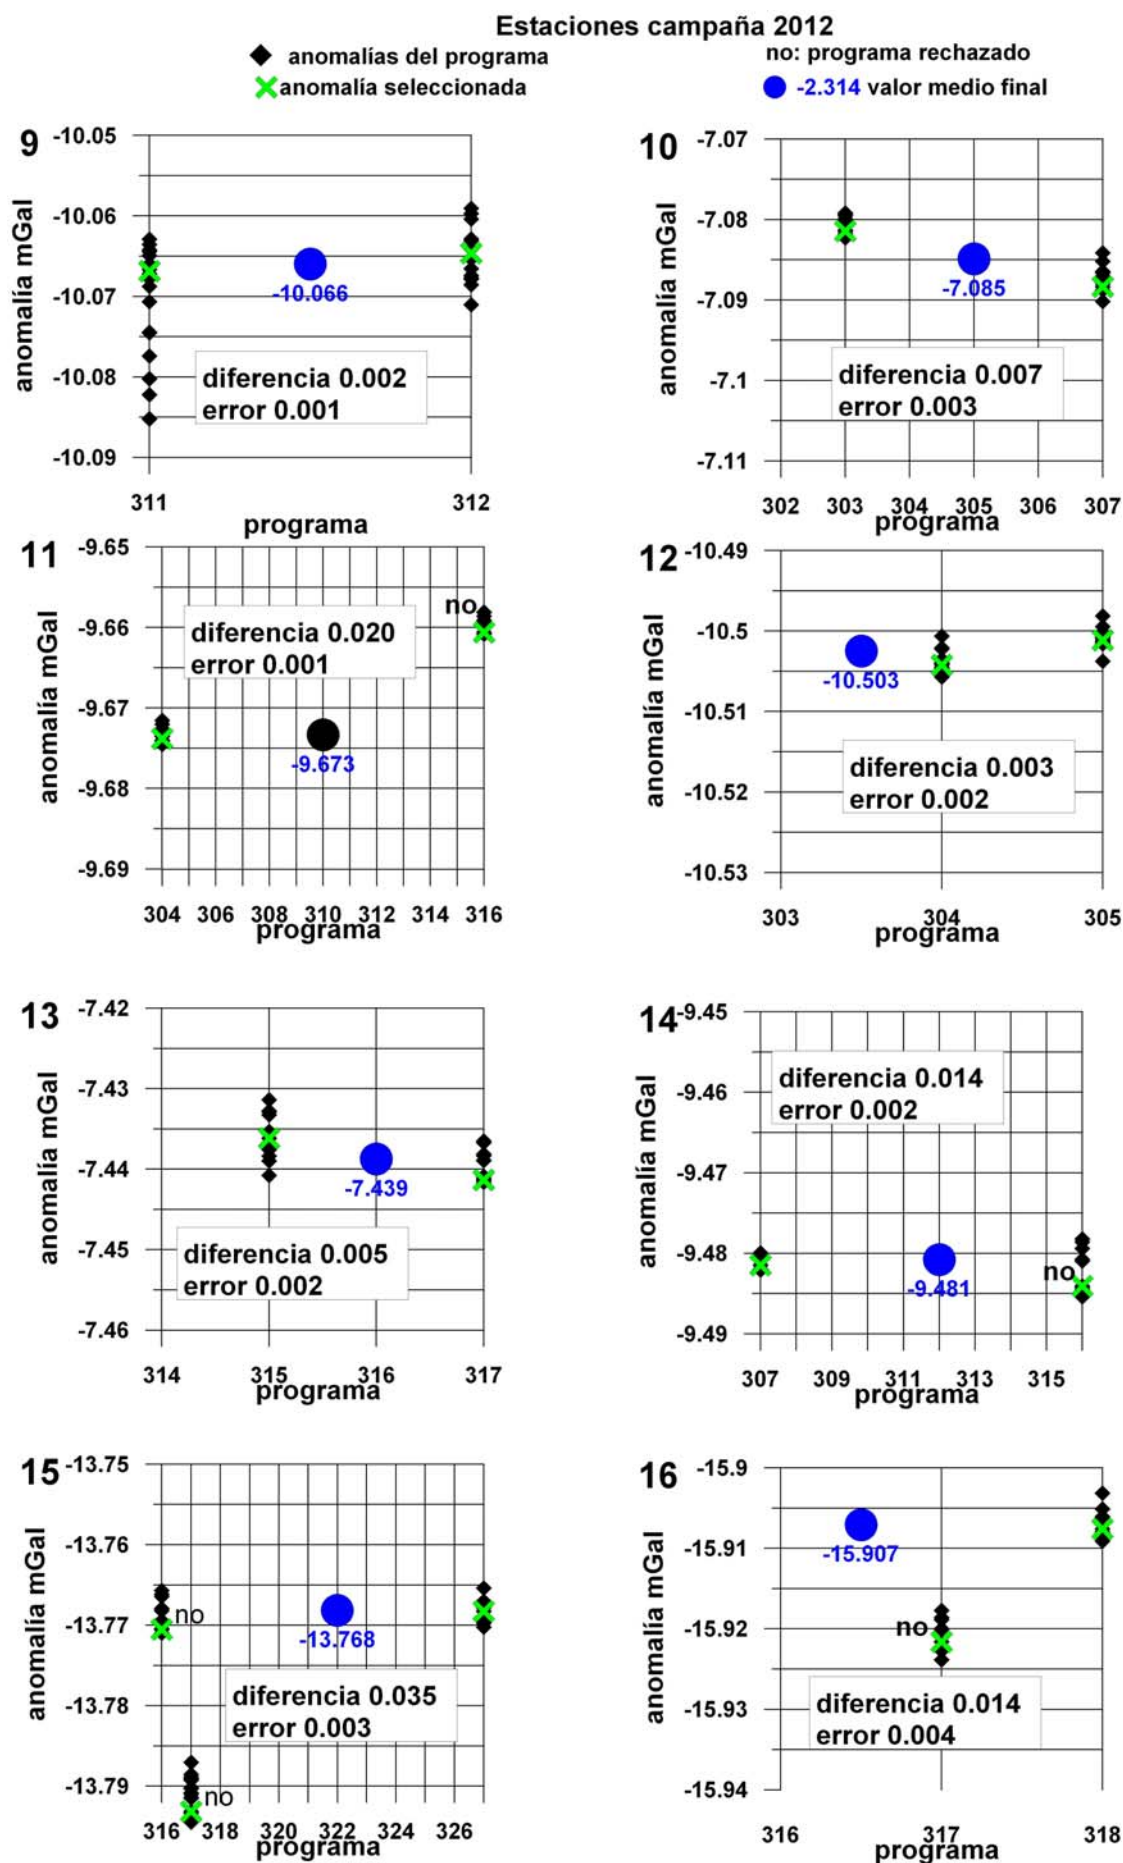 Estaciones campaña 2012
anomalías del programa
no: programa rechazado
anomalía seleccionada
-2.314 valor medio final
9
-10.05
-10.06
-10.07
-10.08
-10.09
anomalía mGal
-10.066
diferencia 0.002
error 0.001
311 312
programa
10
-7.07
-7.08
-7.09
-7.1
-7.11
anomalía mGal
-7.085
diferencia 0.007
error 0.003
302 303 304 305 306 307
programa
11
-9.65
-9.66
-9.67
-9.68
-9.69
anomalía mGal
no
diferencia 0.020
error 0.001
-9.673
304 306 308 310 312 314 316
programa
12
-10.49
-10.5
-10.51
-10.52
-10.53
anomalía mGal
-10.503
diferencia 0.003
error 0.002
303 304 305
programa
13
-7.42
-7.43
-7.44
-7.45
-7.46
anomalía mGal
-7.439
diferencia 0.005
error 0.002
314 315 316 317
programa
14
-9.45
-9.46
-9.47
-9.48
-9.49
anomalía mGal
diferencia 0.014
error 0.002
no
-9.481
307 309 311 313 315
programa
15
-13.75
-13.76
-13.77
-13.78
-13.79
anomalía mGal
no
-13.768
diferencia 0.035
error 0.003
no
316 318 320 322 324 326
programa
16
-15.9
-15.91
-15.92
-15.93
-15.94
anomalía mGal
-15.907
no
diferencia 0.014
error 0.004
316 317 318
programa